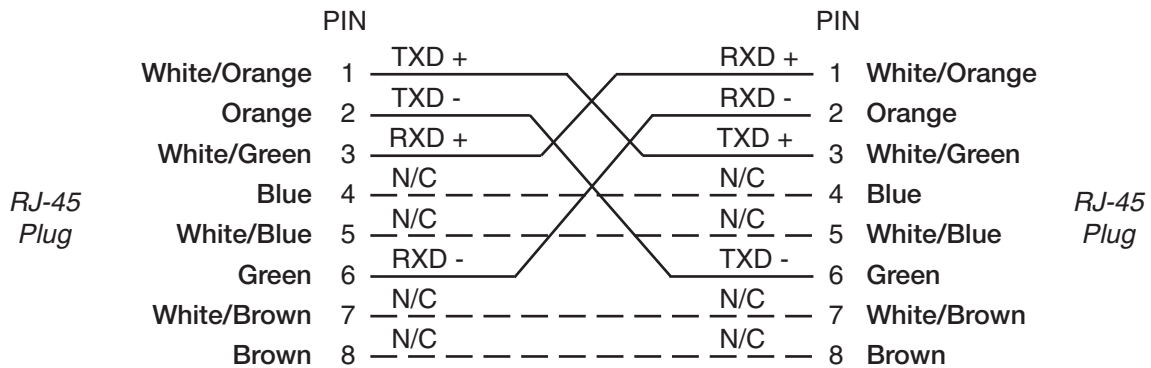 PIN PIN
White/Orange 1 TXD + RXD + 1 White/Orange
Orange 2 TXD - RXD - 2 Orange
White/Green 3 RXD + TXD + 3 White/Green
Blue 4 N/C N/C 4 Blue
RJ-45 Plug
White/Blue 5 N/C N/C 5 White/Blue
RJ-45 Plug
Green 6 RXD - TXD - 6 Green
White/Brown 7 N/C N/C 7 White/Brown
Brown 8 N/C N/C 8 Brown